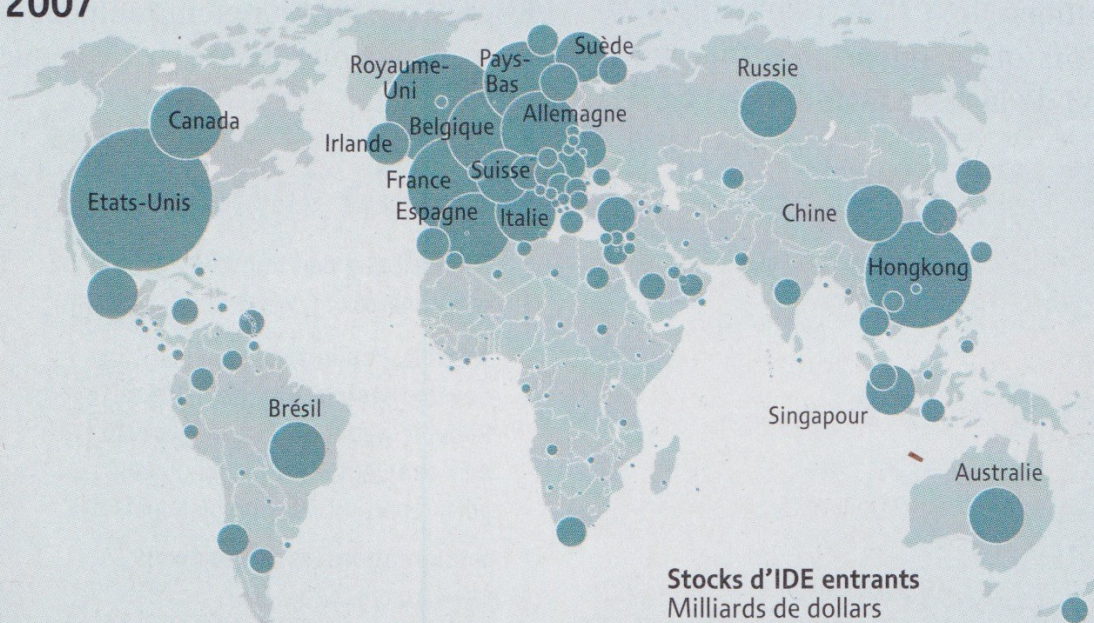 2007
Suède
Pays-
Bas
Royaume-
Uni
Russie
Canada
Allemagne
Belgique
Irlande
Suisse
France
Etats-Unis
Espagne
Italie
Chine
Hongkong
Brésil
Singapour
Australie
Stocks d'IDE entrants
Milliards de dollars